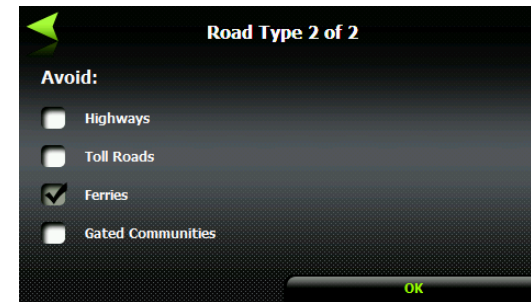 Road Type 2 of 2
Avoid:
Highways
Toll Roads
Ferries
Gated Communities
OK